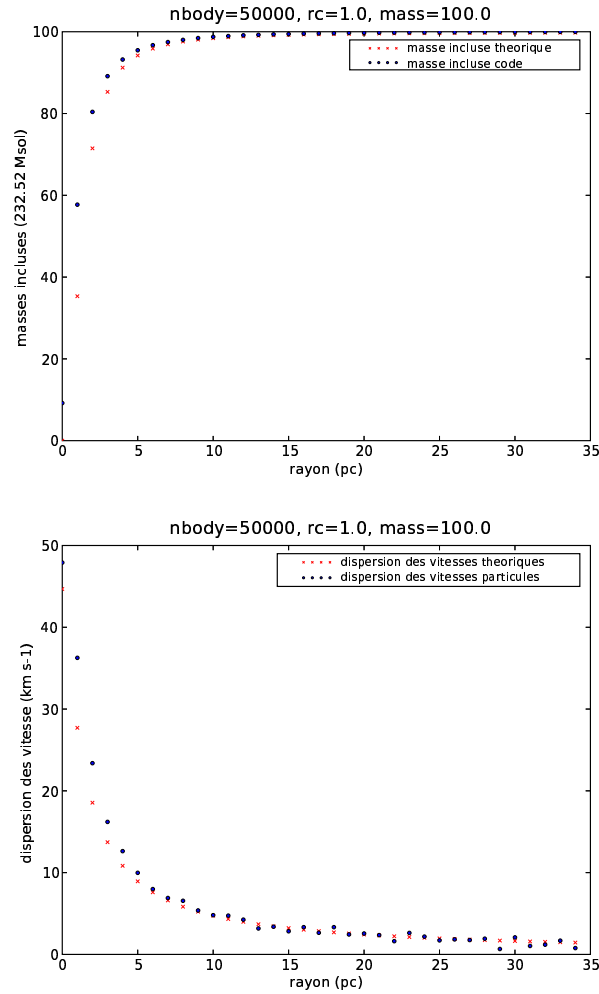 nbody=50000, rc=1.0, mass=100.0
100
masse incluse theorique
masse incluse code
80
60
40
20
0
masses incluses (232.52 Msol)
0 5 10 15 20 25 30 35
rayon (pc)
nbody=50000, rc=1.0, mass=100.0
50
dispersion des vitesses theoriques
dispersion des vitesses particules
40
30
20
10
0
dispersion des vitesse (km s-1)
0 5 10 15 20 25 30 35
rayon (pc)